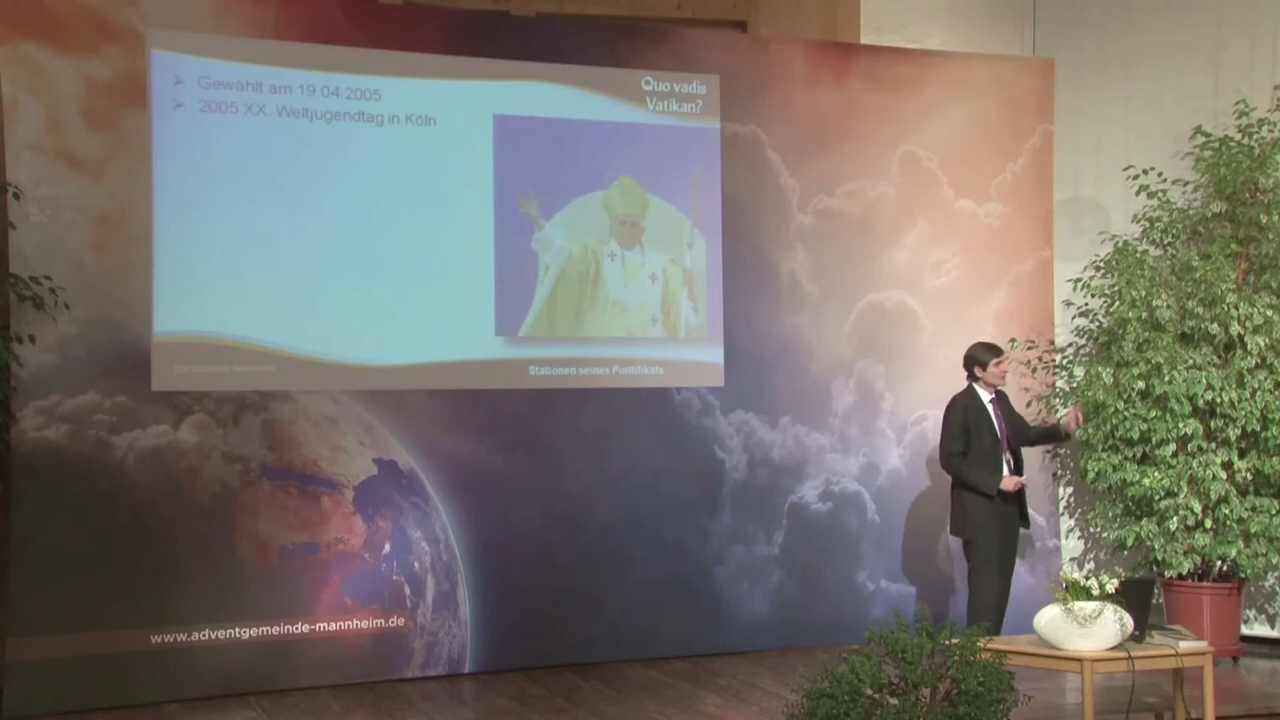 Gewählt am 19.04.2005
2005 XX. Weltjugendtag in Köln
Quo vadis
Vatikan?
Stationen seines Pontifikats
www.adventgemeinde-mannheim.de